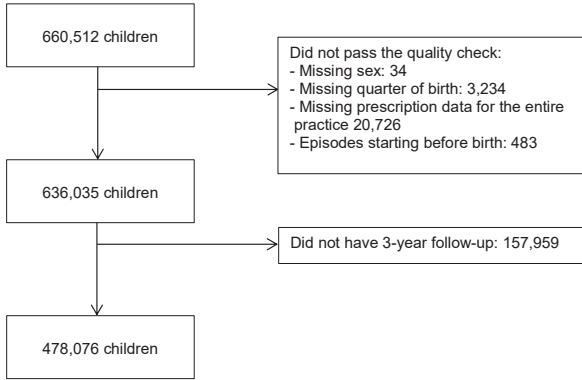 660,512 children
Did not pass the quality check:
- Missing sex: 34
- Missing quarter of birth: 3,234
- Missing prescription data for the entire
practice 20,726
- Episodes starting before birth: 483
636,035 children
Did not have 3-year follow-up: 157,959
478,076 children